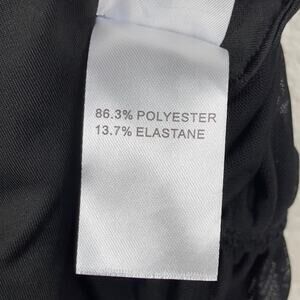 86.3% POLYESTER
13.7% ELASTANE